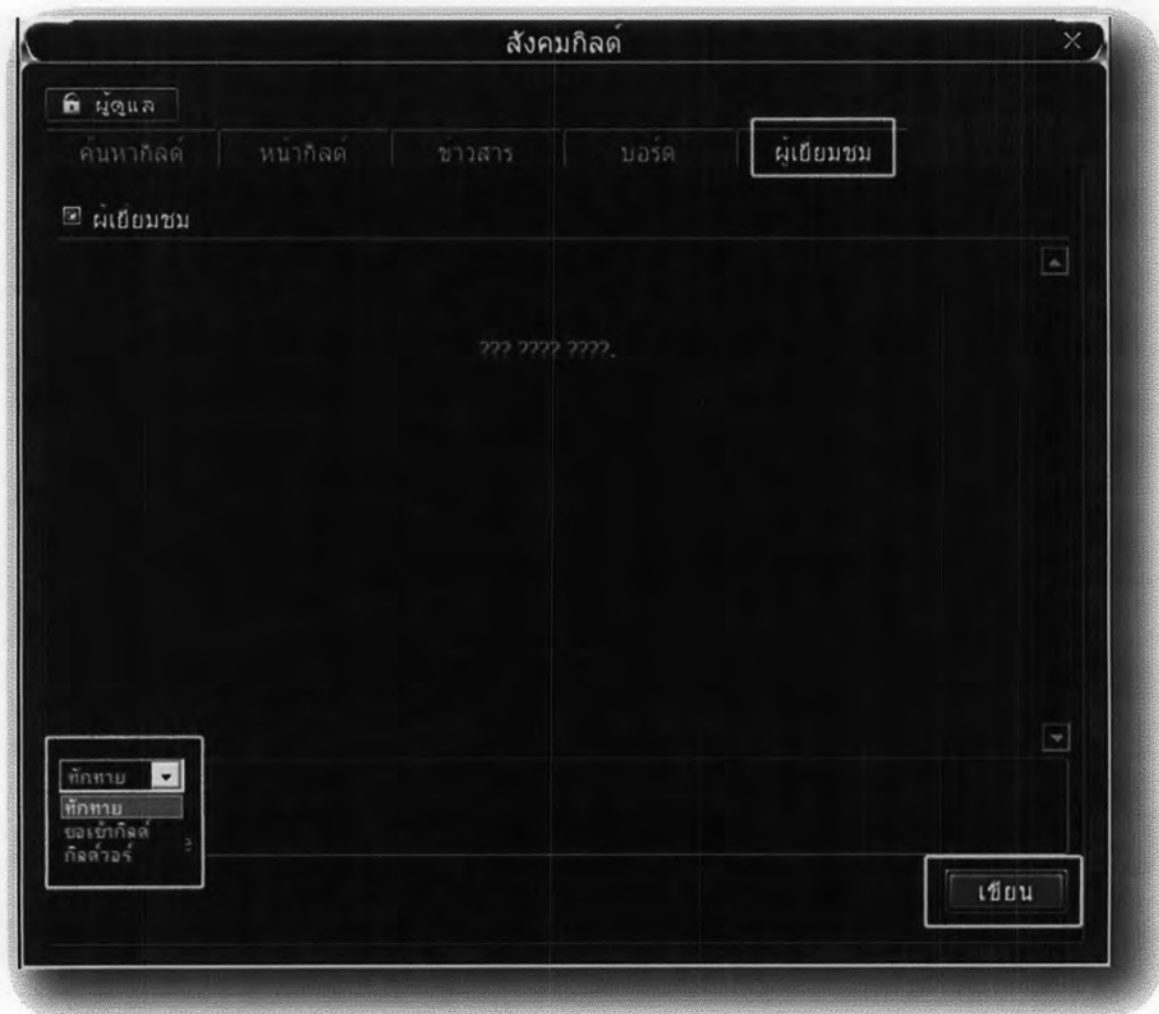 สังคมกิลด์
ผู้ดูแล
ค้นหากิลด์ หน้ากิลด์ ข่าวสาร บอร์ด ผู้เยี่ยมชม
ผู้เยี่ยมชม
??? ???? ????.
ทักทาย
ทักทาย
ขอเข้ากิลด์
กิลด์วอร์
เขียน